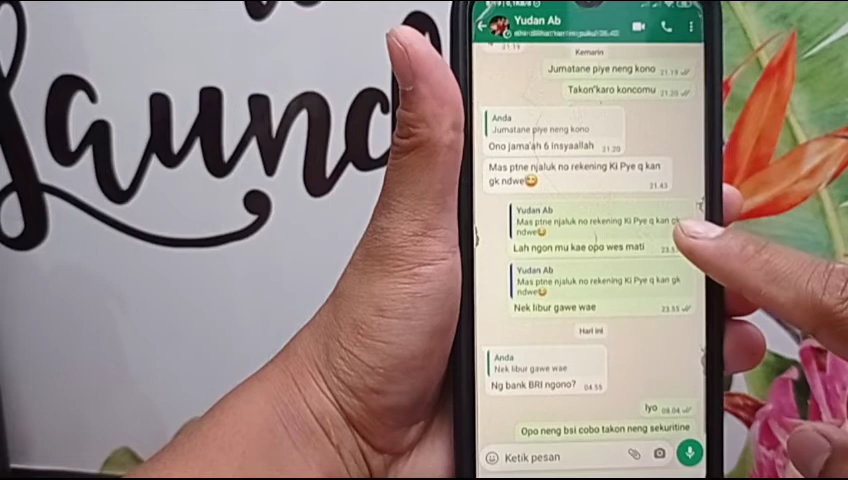 Laund
Yudan Ab
21.19
Kemarin
Jumatane piye neng kono 21.19
Takon"karo koncomu 21.20
Anda
Jumatane piye neng kono
Ono jama'ah 6 insyaallah 21.20
Mas ptne njaluk no rekening Ki Pye q kan
gk ndwe😅 21.43
Yudan Ab
Mas ptne njaluk no rekening Ki Pye q kan gk
ndwe😅
Lah ngon mu kae opo wes mati
Yudan Ab
Mas ptne njaluk no rekening Ki Pye q kan gk
ndwe😅
Nek libur gawe wae 23.55
Hari ini
Anda
Nek libur gawe wae
Ng bank BRI ngono? 04.55
Iyo 08.04
Opo neng bsi cobo takon neng sekuritine
Ketik pesan